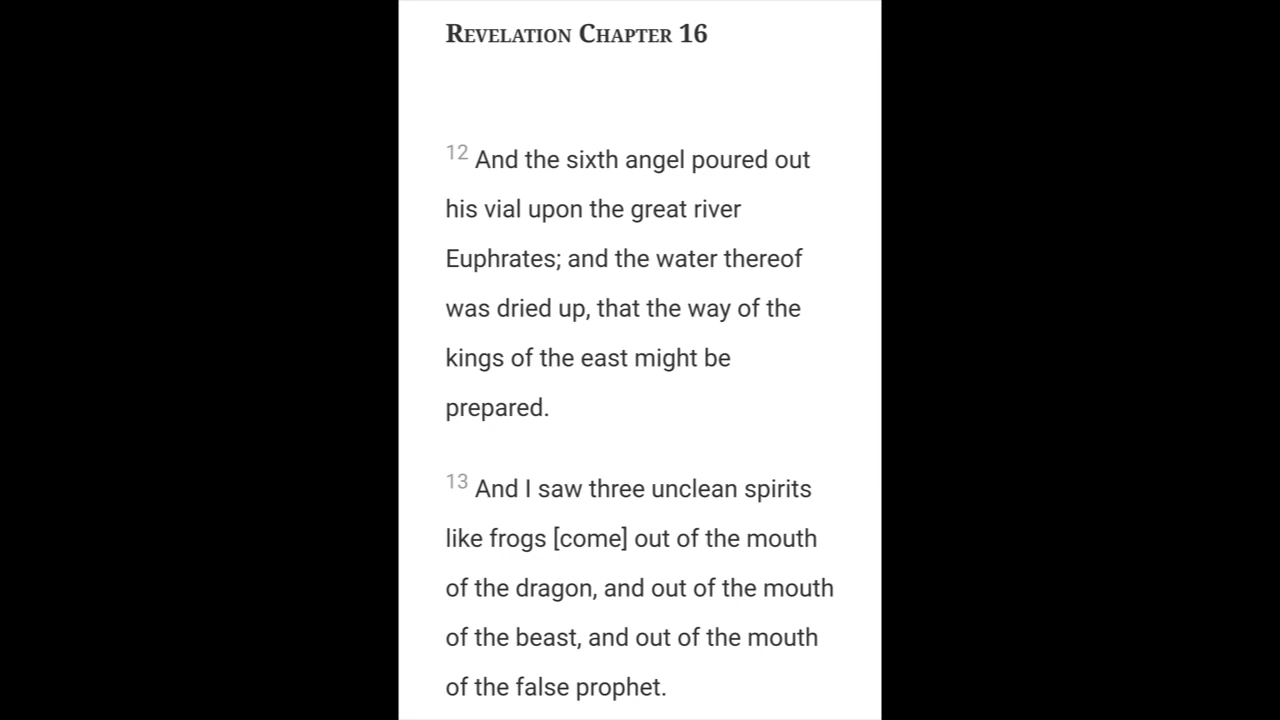 Revelation Chapter 16
12 And the sixth angel poured out
his vial upon the great river
Euphrates; and the water thereof
was dried up, that the way of the
kings of the east might be
prepared.
13 And I saw three unclean spirits
like frogs [come] out of the mouth
of the dragon, and out of the mouth
of the beast, and out of the mouth
of the false prophet.